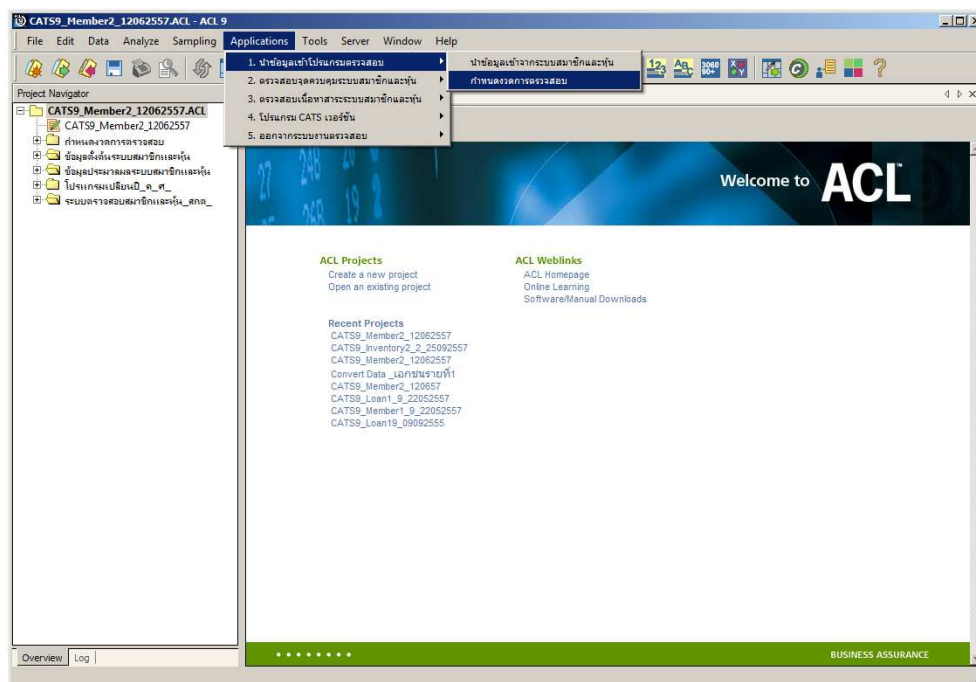 CATS9_Member2_12062557.ACL - ACL 9
File Edit Data Analyze Sampling Applications Tools Server Window Help
1. นำข้อมูลเข้าโปรแกรมตรวจสอบ
2. ตรวจสอบจุดควบคุมระบบสมาชิกและหุ้น
3. ตรวจสอบเนื้อหาสาระระบบสมาชิกและหุ้น
4. โปรแกรม CATS เวอร์ชั่น
5. ออกจากระบบงานตรวจสอบ
นำข้อมูลเข้าจากระบบสมาชิกและหุ้น
กำหนดงวดการตรวจสอบ
Project Navigator
CATS9_Member2_12062557.ACL
CATS9_Member2_12062557
กำหนดงวดการตรวจสอบ
ข้อมูลตั้งต้นระบบสมาชิกและหุ้น
ข้อมูลประมวลผลระบบสมาชิกและหุ้น
โปรแกรมเปลี่ยนปี_ค_ศ_
ระบบตรวจสอบสมาชิกและหุ้น_สกต_
Welcome to ACL™
ACL Projects
Create a new project
Open an existing project
Recent Projects
CATS9_Member2_12062557
CATS9_Inventory2_2_25092557
CATS9_Member2_12062557
Convert Data _เอกชนรายที่1
CATS9_Member2_120657
CATS9_Loan1_9_22052557
CATS9_Member1_9_22052557
CATS9_Loan19_09092555
ACL Weblinks
ACL Homepage
Online Learning
Software/Manual Downloads
BUSINESS ASSURANCE
Overview Log